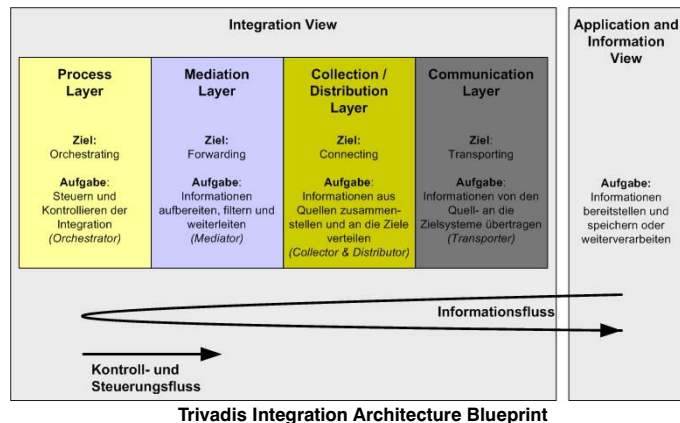 Integration View
Process
Layer
Ziel:
Orchestrating
Aufgabe:
Steuern und
Kontrollieren der
Integration
(Orchestrator)
Mediation
Layer
Ziel:
Forwarding
Aufgabe:
Informationen
aufbereiten, filtern und
weiterleiten
(Mediator)
Collection /
Distribution
Layer
Ziel:
Connecting
Aufgabe:
Informationen aus
Quellen zusammen-
stellen und an die Ziele
verteilen
(Collector & Distributor)
Communication
Layer
Ziel:
Transporting
Aufgabe:
Informationen von den
Quell- an die
Zielsysteme übertragen
(Transporter)
Application and
Information
View
Aufgabe:
Informationen
bereitstellen und
speichern oder
weiterverarbeiten
Informationsfluss
Kontroll- und
Steuerungsfluss
Trivadis Integration Architecture Blueprint